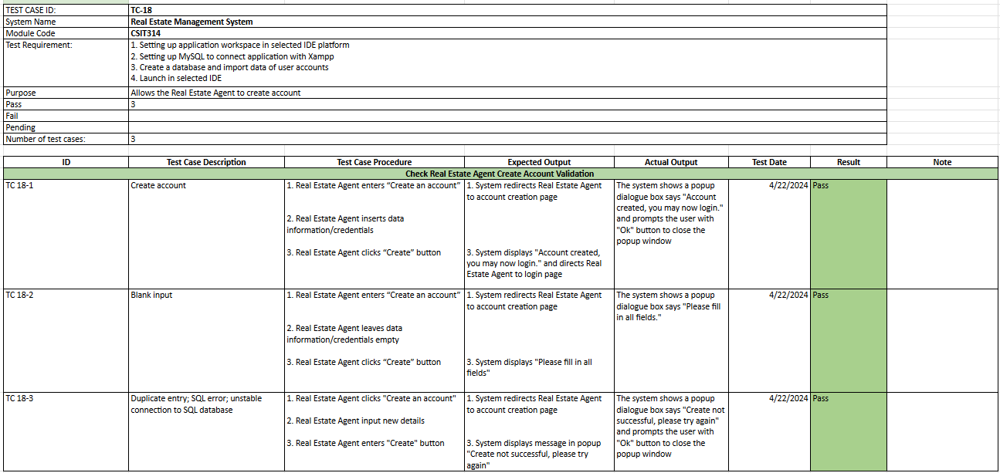 TEST CASE ID: TC-18
System Name Real Estate Management System
Module Code CSIT314
Test Requirement: 1. Setting up application workspace in selected IDE platform
2. Setting up MySQL to connect application with Xampp
3. Create a database and import data of user accounts
4. Launch in selected IDE
Purpose Allows the Real Estate Agent to create account
Pass 3
Fail
Pending
Number of test cases: 3
ID Test Case Description Test Case Procedure Expected Output Actual Output Test Date Result Note
Check Real Estate Agent Create Account Validation
TC 18-1
Create account
1. Real Estate Agent enters “Create an account”
2. Real Estate Agent inserts data
information/credentials
3. Real Estate Agent clicks “Create” button
1. System redirects Real Estate Agent
to account creation page
3. System displays "Account created,
you may now login." and directs Real
Estate Agent to login page
The system shows a popup
dialogue box says "Account
created, you may now login."
and prompts the user with
"Ok" button to close the
popup window
4/22/2024
Pass
TC 18-2
Blank input
1. Real Estate Agent enters “Create an account”
2. Real Estate Agent leaves data
information/credentials empty
3. Real Estate Agent clicks “Create” button
1. System redirects Real Estate Agent
to account creation page
3. System displays "Please fill in all
fields"
The system shows a popup
dialogue box says "Please fill
in all fields."
4/22/2024
Pass
TC 18-3
Duplicate entry; SQL error; unstable
connection to SQL database
1. Real Estate Agent clicks "Create an account"
2. Real Estate Agent input new details
3. Real Estate Agent enters "Create" button
1. System redirects Real Estate Agent
to account creation page
3. System displays message in popup
"Create not successful, please try
again"
The system shows a popup
dialogue box says "Create not
successful, please try again"
and prompts the user with
"Ok" button to close the
popup window
4/22/2024
Pass